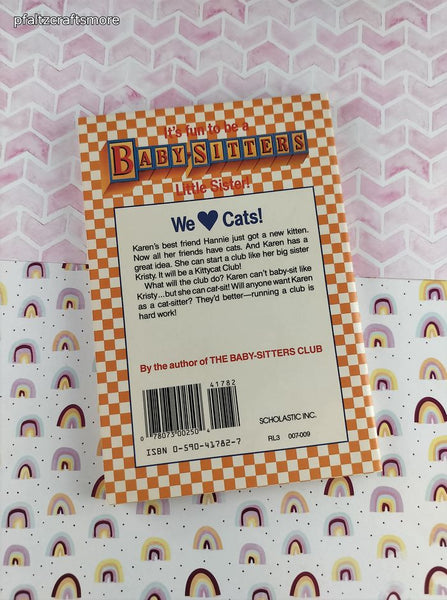 pfaltzcraftsmore
It's fun to be a
BABY-SITTERS
Little Sister!
We ♥ Cats!
Karen's best friend Hannie just got a new kitten.
Now all her friends have cats. And Karen has a
great idea. She can start a club like her big sister
Kristy. It will be a Kittycat Club!
What will the club do? Karen can't baby-sit like
Kristy...but she can cat-sit! Will anyone want Karen
as a cat-sitter? They'd better—running a club is
hard work!
By the author of THE BABY-SITTERS CLUB
41782
0 78073 00250 4
ISBN 0-590-41782-7
SCHOLASTIC INC.
RL3 007-009